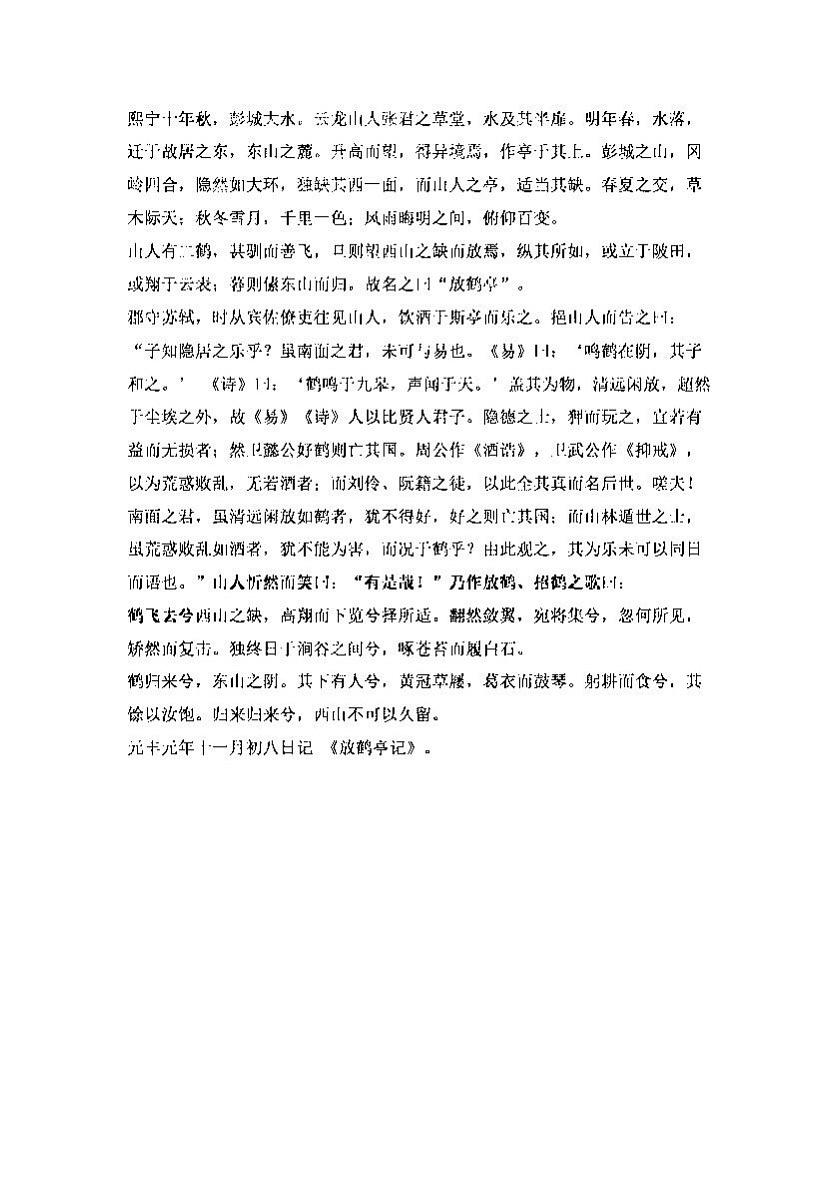 熙宁十年秋，彭城大水。云龙山人张君之草堂，水及其半扉。明年春，水落，
迁于故居之东，东山之麓。升高而望，得异境焉，作亭于其上。彭城之山，冈
岭四合，隐然如大环，独缺其西一面，而山人之亭，适当其缺。春夏之交，草
木际天；秋冬雪月，千里一色；风雨晦明之间，俯仰百变。
山人有二鹤，甚驯而善飞，旦则望西山之缺而放焉，纵其所如，或立于陂田，
或翔于云表；暮则傃东山而归。故名之曰“放鹤亭”。
郡守苏轼，时从宾佐僚吏往见山人，饮酒于斯亭而乐之。挹山人而告之曰：
“子知隐居之乐乎？虽南面之君，未可与易也。《易》曰：‘鸣鹤在阴，其子
和之。’ 《诗》曰：‘鹤鸣于九皋，声闻于天。’盖其为物，清远闲放，超然
于尘埃之外，故《易》《诗》人以比贤人君子。隐德之士，狎而玩之，宜若有
益而无损者；然卫懿公好鹤则亡其国。周公作《酒诰》，卫武公作《抑戒》，
以为荒惑败乱，无若酒者；而刘伶、阮籍之徒，以此全其真而名后世。嗟夫！
南面之君，虽清远闲放如鹤者，犹不得好，好之则亡其国；而山林遁世之士，
虽荒惑败乱如酒者，犹不能为害，而况于鹤乎？由此观之，其为乐未可以同日
而语也。”山人忻然而笑曰：“有是哉！”乃作放鹤、招鹤之歌曰：
鹤飞去兮西山之缺，高翔而下览兮择所适。翻然敛翼，宛将集兮，忽何所见，
矫然而复击。独终日于涧谷之间兮，啄苍苔而履白石。
鹤归来兮，东山之阴。其下有人兮，黄冠草屦，葛衣而鼓琴。躬耕而食兮，其
馀以汝饱。归来归来兮，西山不可以久留。
元丰元年十一月初八日记 《放鹤亭记》。